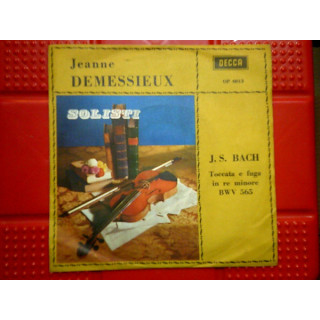 Jeanne
DEMESSIEUX
DECCA
SOLISTI
J. S. BACH
Toccata e fuga
in re minore
BWV 565